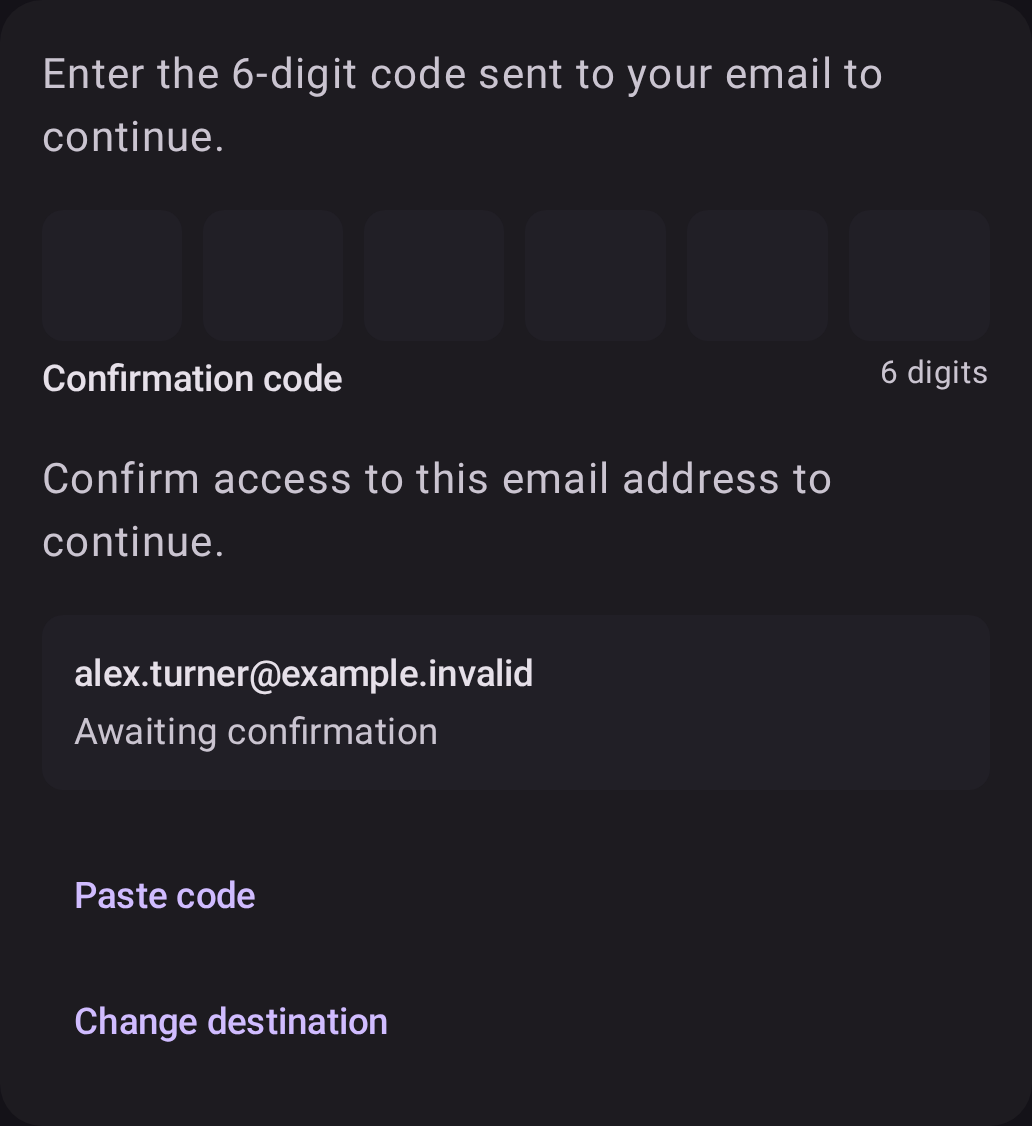 Enter the 6-digit code sent to your email to
continue.
Confirmation code
6 digits
Confirm access to this email address to
continue.
alex.turner@example.invalid
Awaiting confirmation
Paste code
Change destination